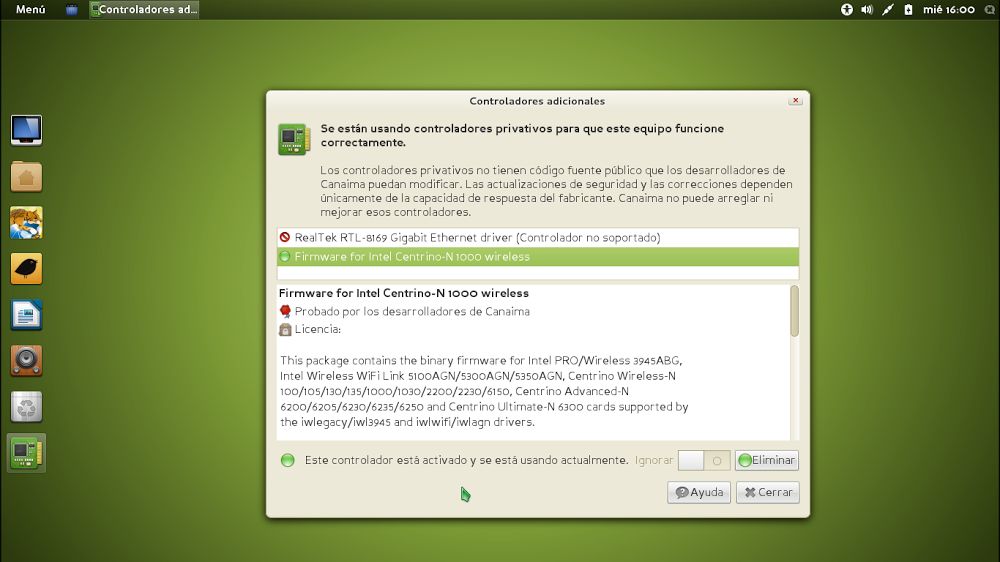 Menú
Controladores ad...
mié 16:00
Controladores adicionales
Se están usando controladores privativos para que este equipo funcione
correctamente.
Los controladores privativos no tienen código fuente público que los desarrolladores de
Canaima puedan modificar. Las actualizaciones de seguridad y las correcciones dependen
únicamente de la capacidad de respuesta del fabricante. Canaima no puede arreglar ni
mejorar esos controladores.
RealTek RTL-8169 Gigabit Ethernet driver (Controlador no soportado)
Firmware for Intel Centrino-N 1000 wireless
Firmware for Intel Centrino-N 1000 wireless
Probado por los desarrolladores de Canaima
Licencia:
This package contains the binary firmware for Intel PRO/Wireless 3945ABG,
Intel Wireless WiFi Link 5100AGN/5300AGN/5350AGN, Centrino Wireless-N
100/105/130/135/1000/1030/2200/2230/6150, Centrino Advanced-N
6200/6205/6230/6235/6250 and Centrino Ultimate-N 6300 cards supported by
the iwlegacy/iwl3945 and iwlwifi/iwlagn drivers.
Este controlador está activado y se está usando actualmente.
Ignorar
Eliminar
Ayuda
Cerrar